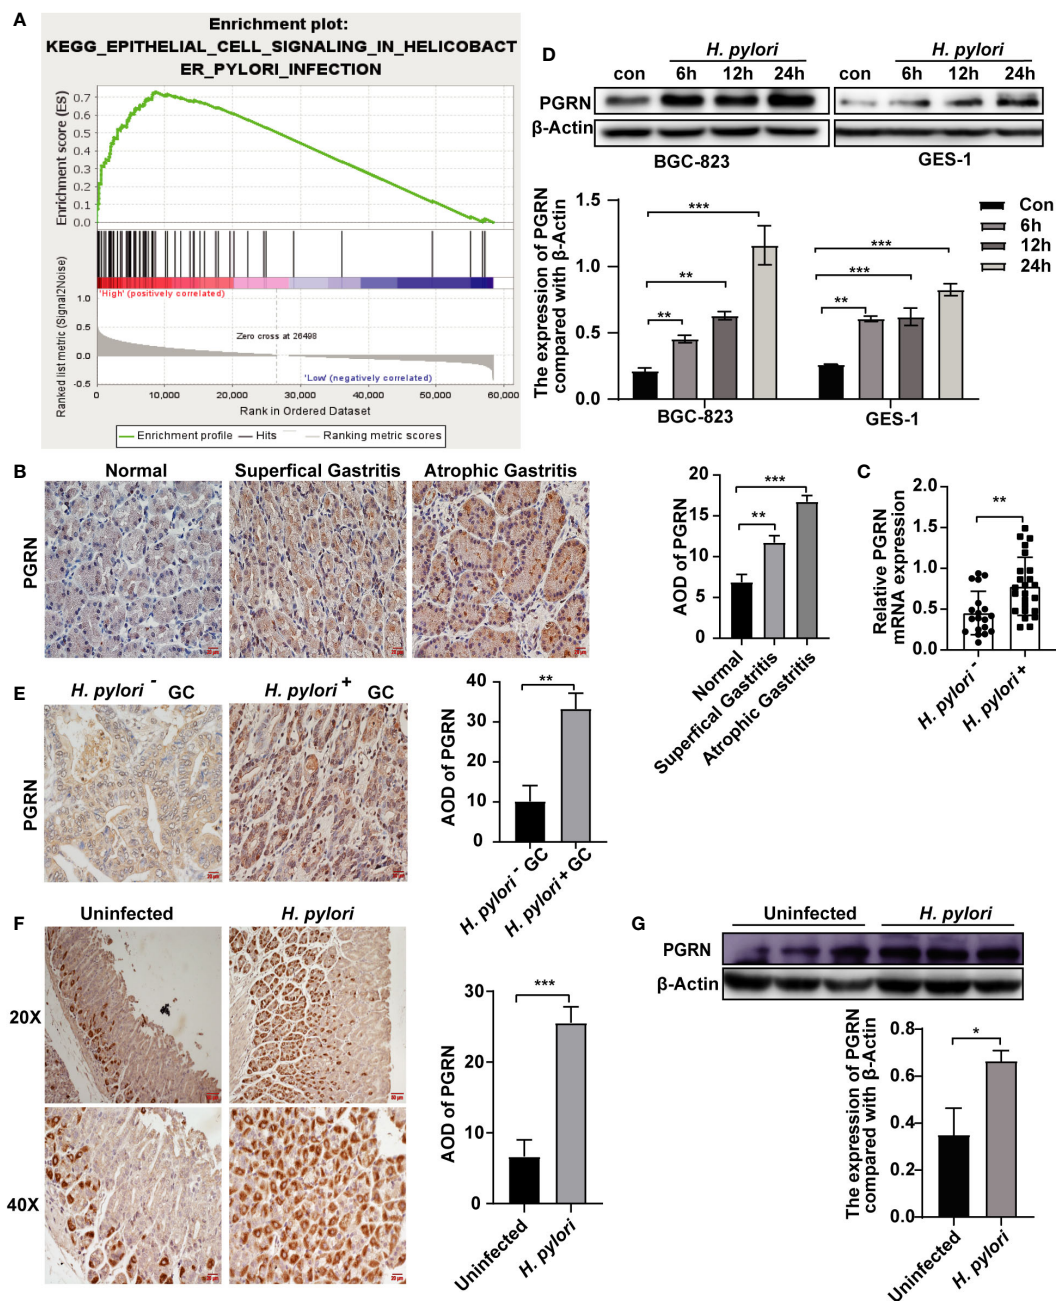 A
Enrichment plot:
KEGG_EPITHELIAL_CELL_SIGNALING_IN_HELICOBACT
ER_PYLORI_INFECTION
Enrichment score (ES)
0.7
0.6
0.5
0.4
0.3
0.2
0.1
0.0
'High' (positively correlated)
Ranked list metric (Signal2Noise)
1.0
0.5
0.0
-0.5
Zero cross at 26498
'Low' (negatively correlated)
0 10,000 20,000 30,000 40,000 50,000 60,000
Rank in Ordered Dataset
Enrichment profile Hits Ranking metric scores
D
H. pylori H. pylori
con 6h 12h 24h con 6h 12h 24h
PGRN
β-Actin
BGC-823 GES-1
The expression of PGRN
compared with β-Actin
1.5
1.0
0.5
0.0
** ** *** ** *** ***
BGC-823 GES-1
Con
6h
12h
24h
B
Normal Superfical Gastritis Atrophic Gastritis
PGRN
AOD of PGRN
20
15
10
5
0
** ***
Normal
Superfical Gastritis
Atrophic Gastritis
C
Relative PGRN
mRNA expression
2.0
1.5
1.0
0.5
0.0
**
H. pylori -
H. pylori +
E
H. pylori - GC H. pylori + GC
PGRN
AOD of PGRN
40
30
20
10
0
**
H. pylori - GC
H. pylori + GC
F
Uninfected H. pylori
20X
40X
AOD of PGRN
30
20
10
0
***
Uninfected
H. pylori
G
Uninfected H. pylori
PGRN
β-Actin
The expression of PGRN
compared with β-Actin
0.8
0.6
0.4
0.2
0.0
*
Uninfected
H. pylori